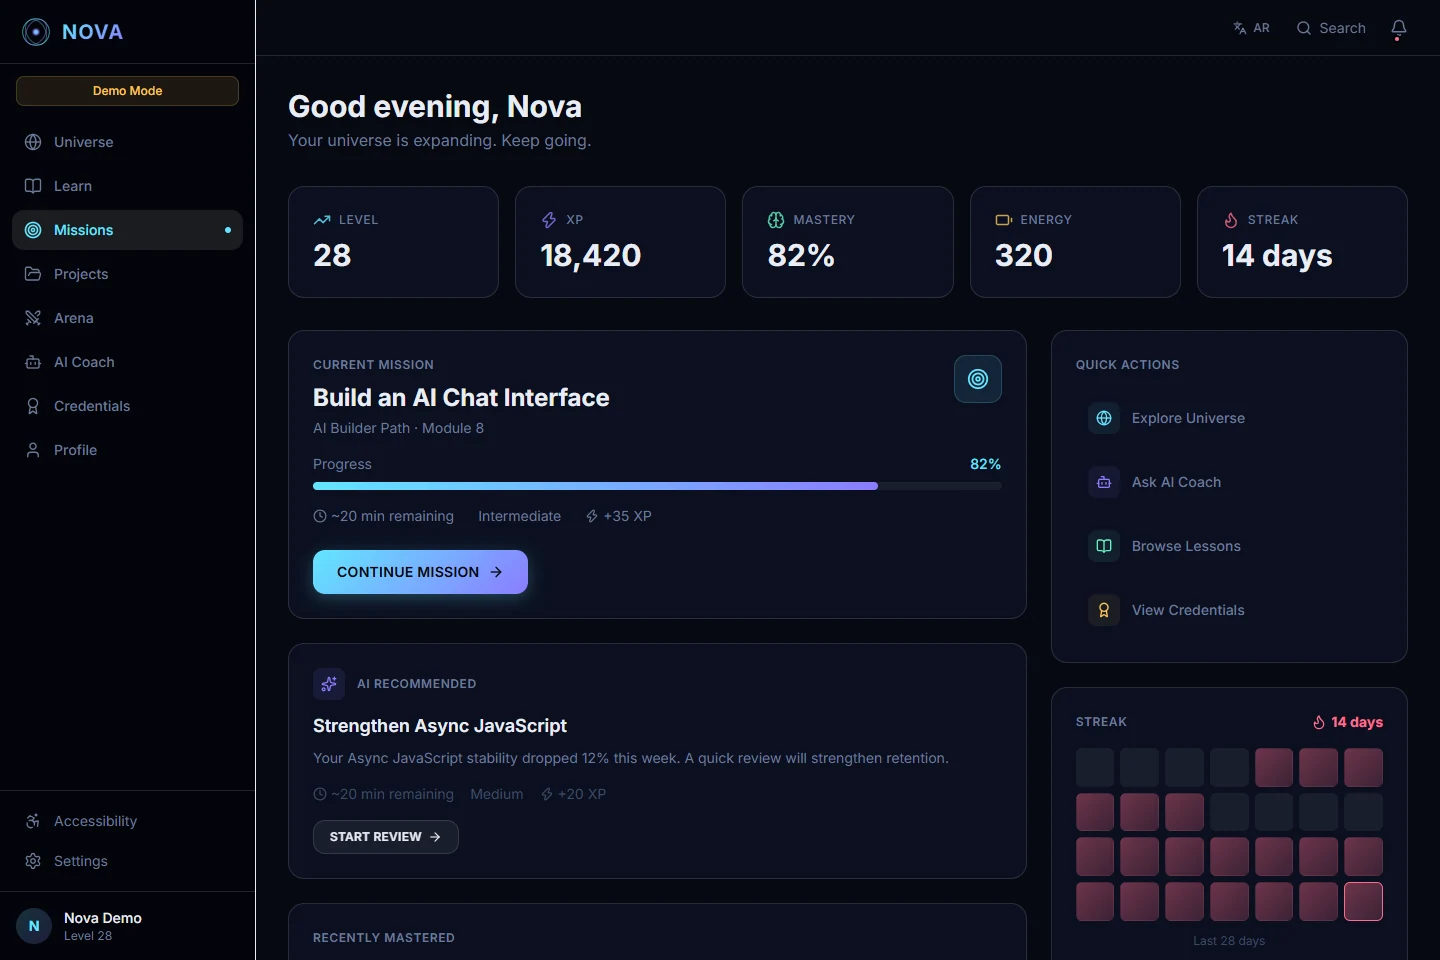 NOVA
Demo Mode
Universe
Learn
Missions
Projects
Arena
AI Coach
Credentials
Profile
Accessibility
Settings
N
Nova Demo
Level 28
AR
Search
Good evening, Nova
Your universe is expanding. Keep going.
LEVEL
28
XP
18,420
MASTERY
82%
ENERGY
320
STREAK
14 days
CURRENT MISSION
Build an AI Chat Interface
AI Builder Path · Module 8
Progress 82%
~20 min remaining Intermediate +35 XP
CONTINUE MISSION
AI RECOMMENDED
Strengthen Async JavaScript
Your Async JavaScript stability dropped 12% this week. A quick review will strengthen retention.
~20 min remaining Medium +20 XP
START REVIEW
RECENTLY MASTERED
QUICK ACTIONS
Explore Universe
Ask AI Coach
Browse Lessons
View Credentials
STREAK 14 days
Last 28 days